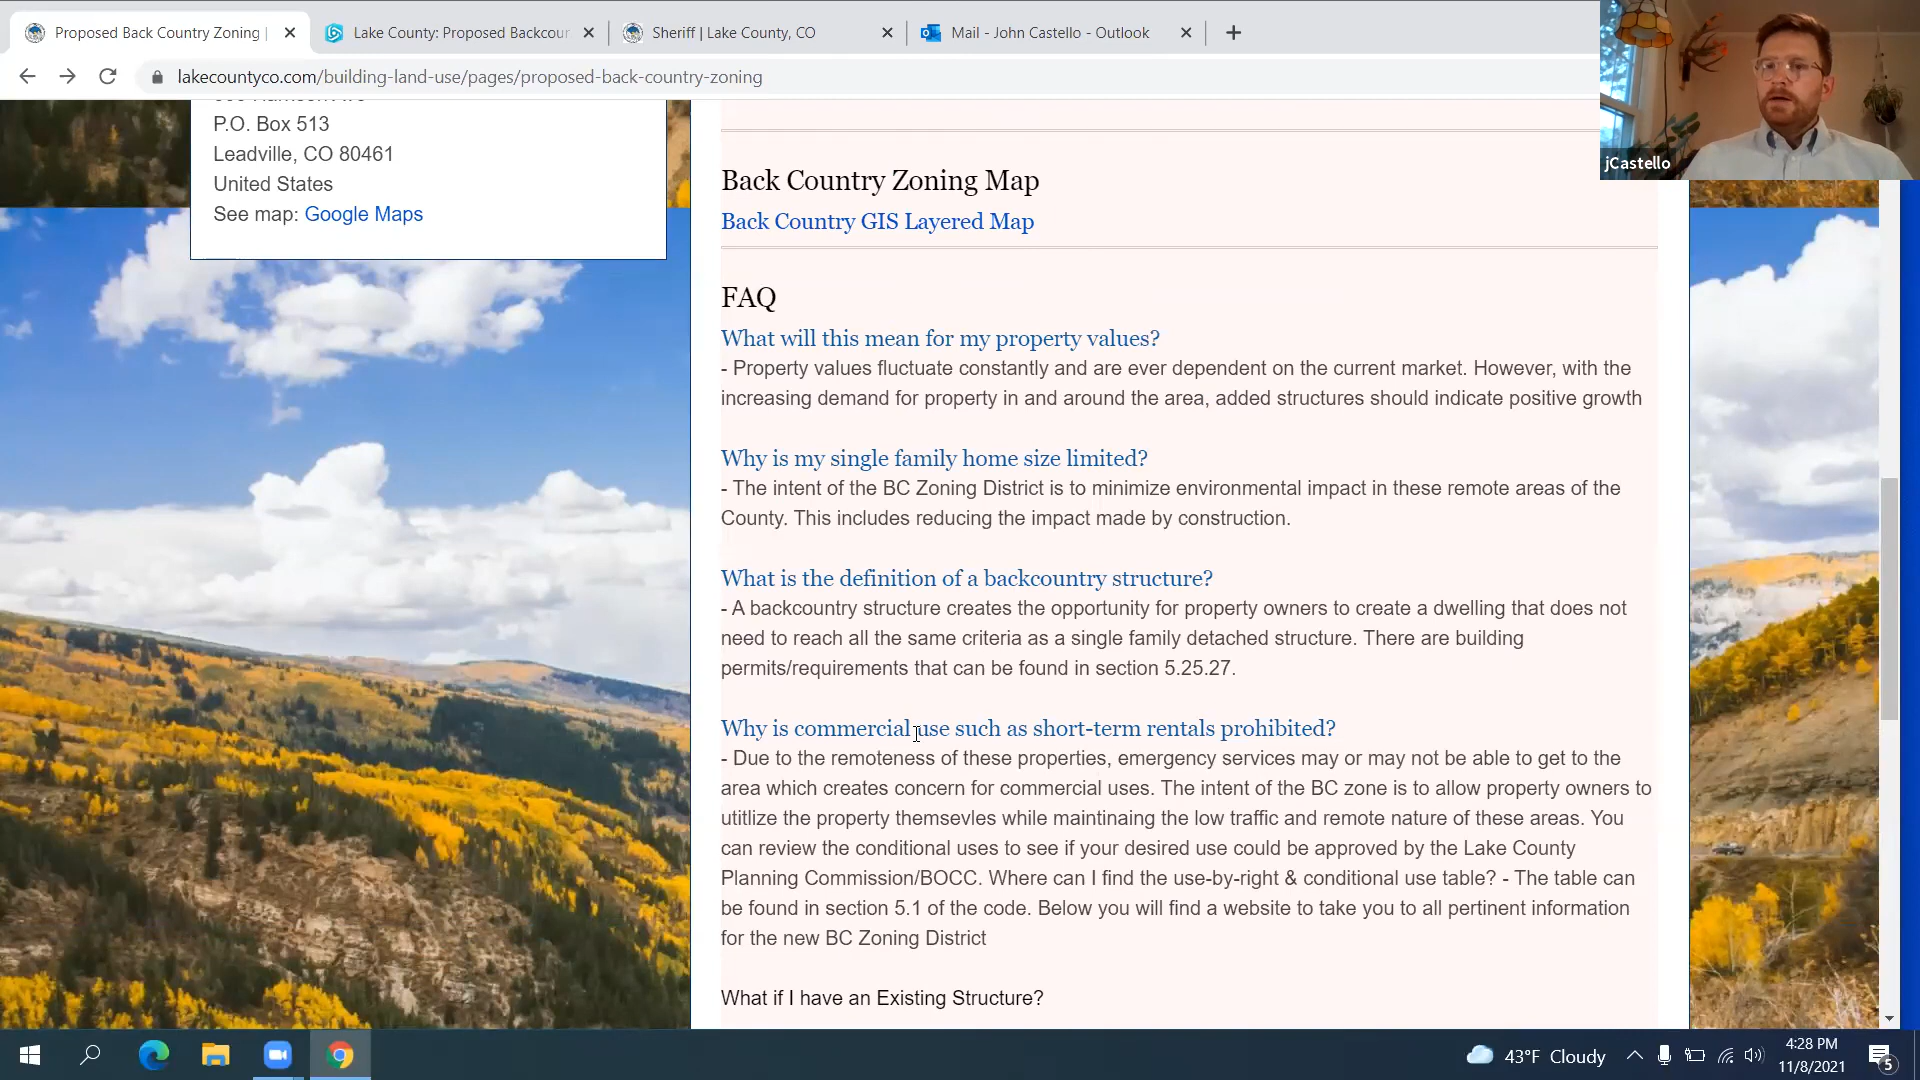 Proposed Back Country Zoning |
Lake County: Proposed Backcour
Sheriff | Lake County, CO
Mail - John Castello - Outlook
lakecountyco.com/building-land-use/pages/proposed-back-country-zoning
jCastello
P.O. Box 513
Leadville, CO 80461
United States
See map: Google Maps
Back Country Zoning Map
Back Country GIS Layered Map
FAQ
What will this mean for my property values?
- Property values fluctuate constantly and are ever dependent on the current market. However, with the
increasing demand for property in and around the area, added structures should indicate positive growth
Why is my single family home size limited?
- The intent of the BC Zoning District is to minimize environmental impact in these remote areas of the
County. This includes reducing the impact made by construction.
What is the definition of a backcountry structure?
- A backcountry structure creates the opportunity for property owners to create a dwelling that does not
need to reach all the same criteria as a single family detached structure. There are building
permits/requirements that can be found in section 5.25.27.
Why is commercial use such as short-term rentals prohibited?
- Due to the remoteness of these properties, emergency services may or may not be able to get to the
area which creates concern for commercial uses. The intent of the BC zone is to allow property owners to
utitlize the property themsevles while maintinaing the low traffic and remote nature of these areas. You
can review the conditional uses to see if your desired use could be approved by the Lake County
Planning Commission/BOCC. Where can I find the use-by-right & conditional use table? - The table can
be found in section 5.1 of the code. Below you will find a website to take you to all pertinent information
for the new BC Zoning District
What if I have an Existing Structure?
43°F Cloudy
4:28 PM
11/8/2021
5